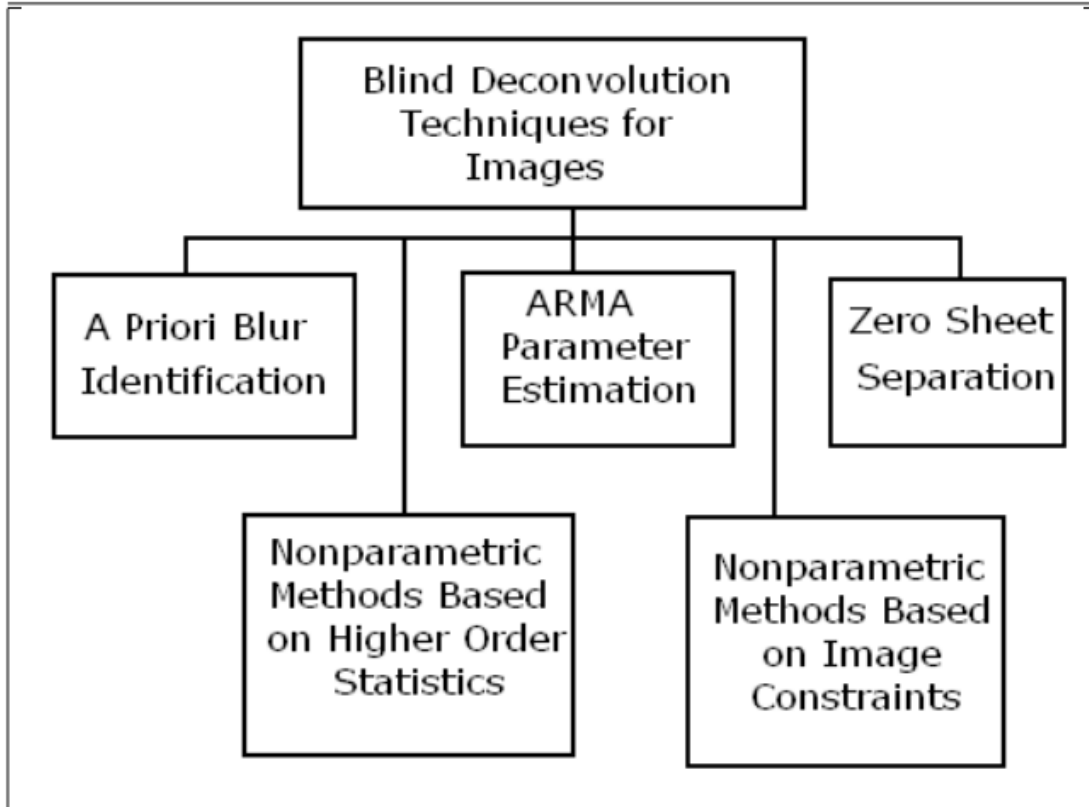 Blind Deconvolution
Techniques for
Images
A Priori Blur
Identification
ARMA
Parameter
Estimation
Zero Sheet
Separation
Nonparametric
Methods Based
on Higher Order
Statistics
Nonparametric
Methods Based
on Image
Constraints